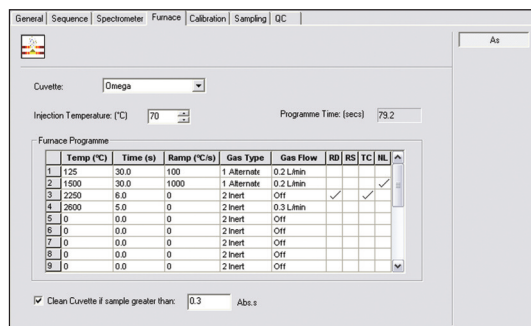 General Sequence Spectrometer Furnace Calibration Sampling QC
As
Cuvette: Omega
Injection Temperature: (°C) 70 Programme Time: (secs) 79.2
Furnace Programme
Temp (°C) Time (s) Ramp (°C/s) Gas Type Gas Flow RD RS TC NL
1 125 30.0 100 1 Alternate 0.2 L/min
2 1500 30.0 1000 1 Alternate 0.2 L/min
3 2250 6.0 0 2 Inert Off
4 2600 5.0 0 2 Inert 0.3 L/min
5 0 0.0 0 2 Inert Off
6 0 0.0 0 2 Inert Off
7 0 0.0 0 2 Inert Off
8 0 0.0 0 2 Inert Off
9 0 0.0 0 2 Inert Off
Clean Cuvette if sample greater than: 0.3 Abs.s